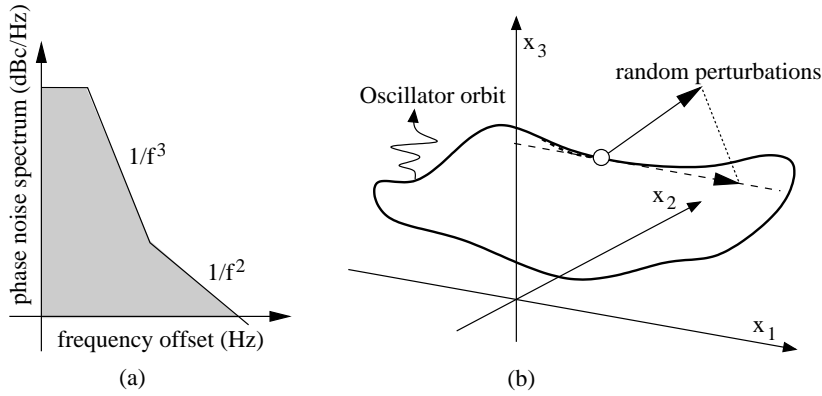 phase noise spectrum (dBc/Hz)
1/f³
1/f²
frequency offset (Hz)
(a)
x₃
random perturbations
Oscillator orbit
x₂
x₁
(b)